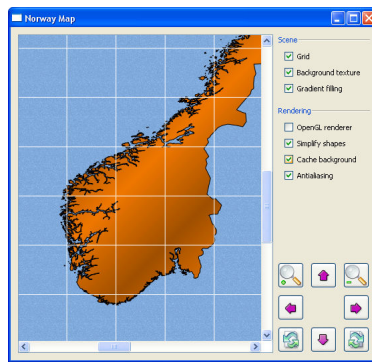 Norway Map
Scene
Grid
Background texture
Gradient filling
Rendering
OpenGL renderer
Simplify shapes
Cache background
Antialiasing